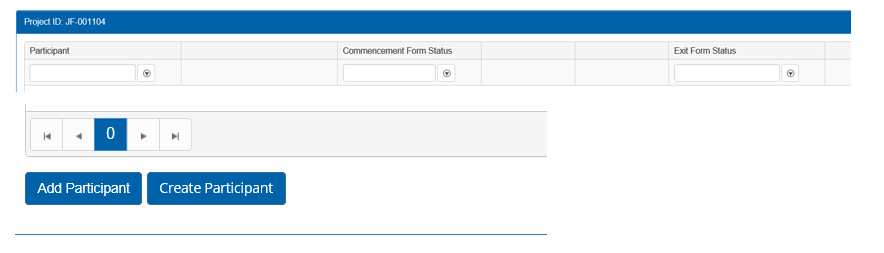 Project ID: JF-001104
Participant Commencement Form Status Exit Form Status
0
Add Participant Create Participant